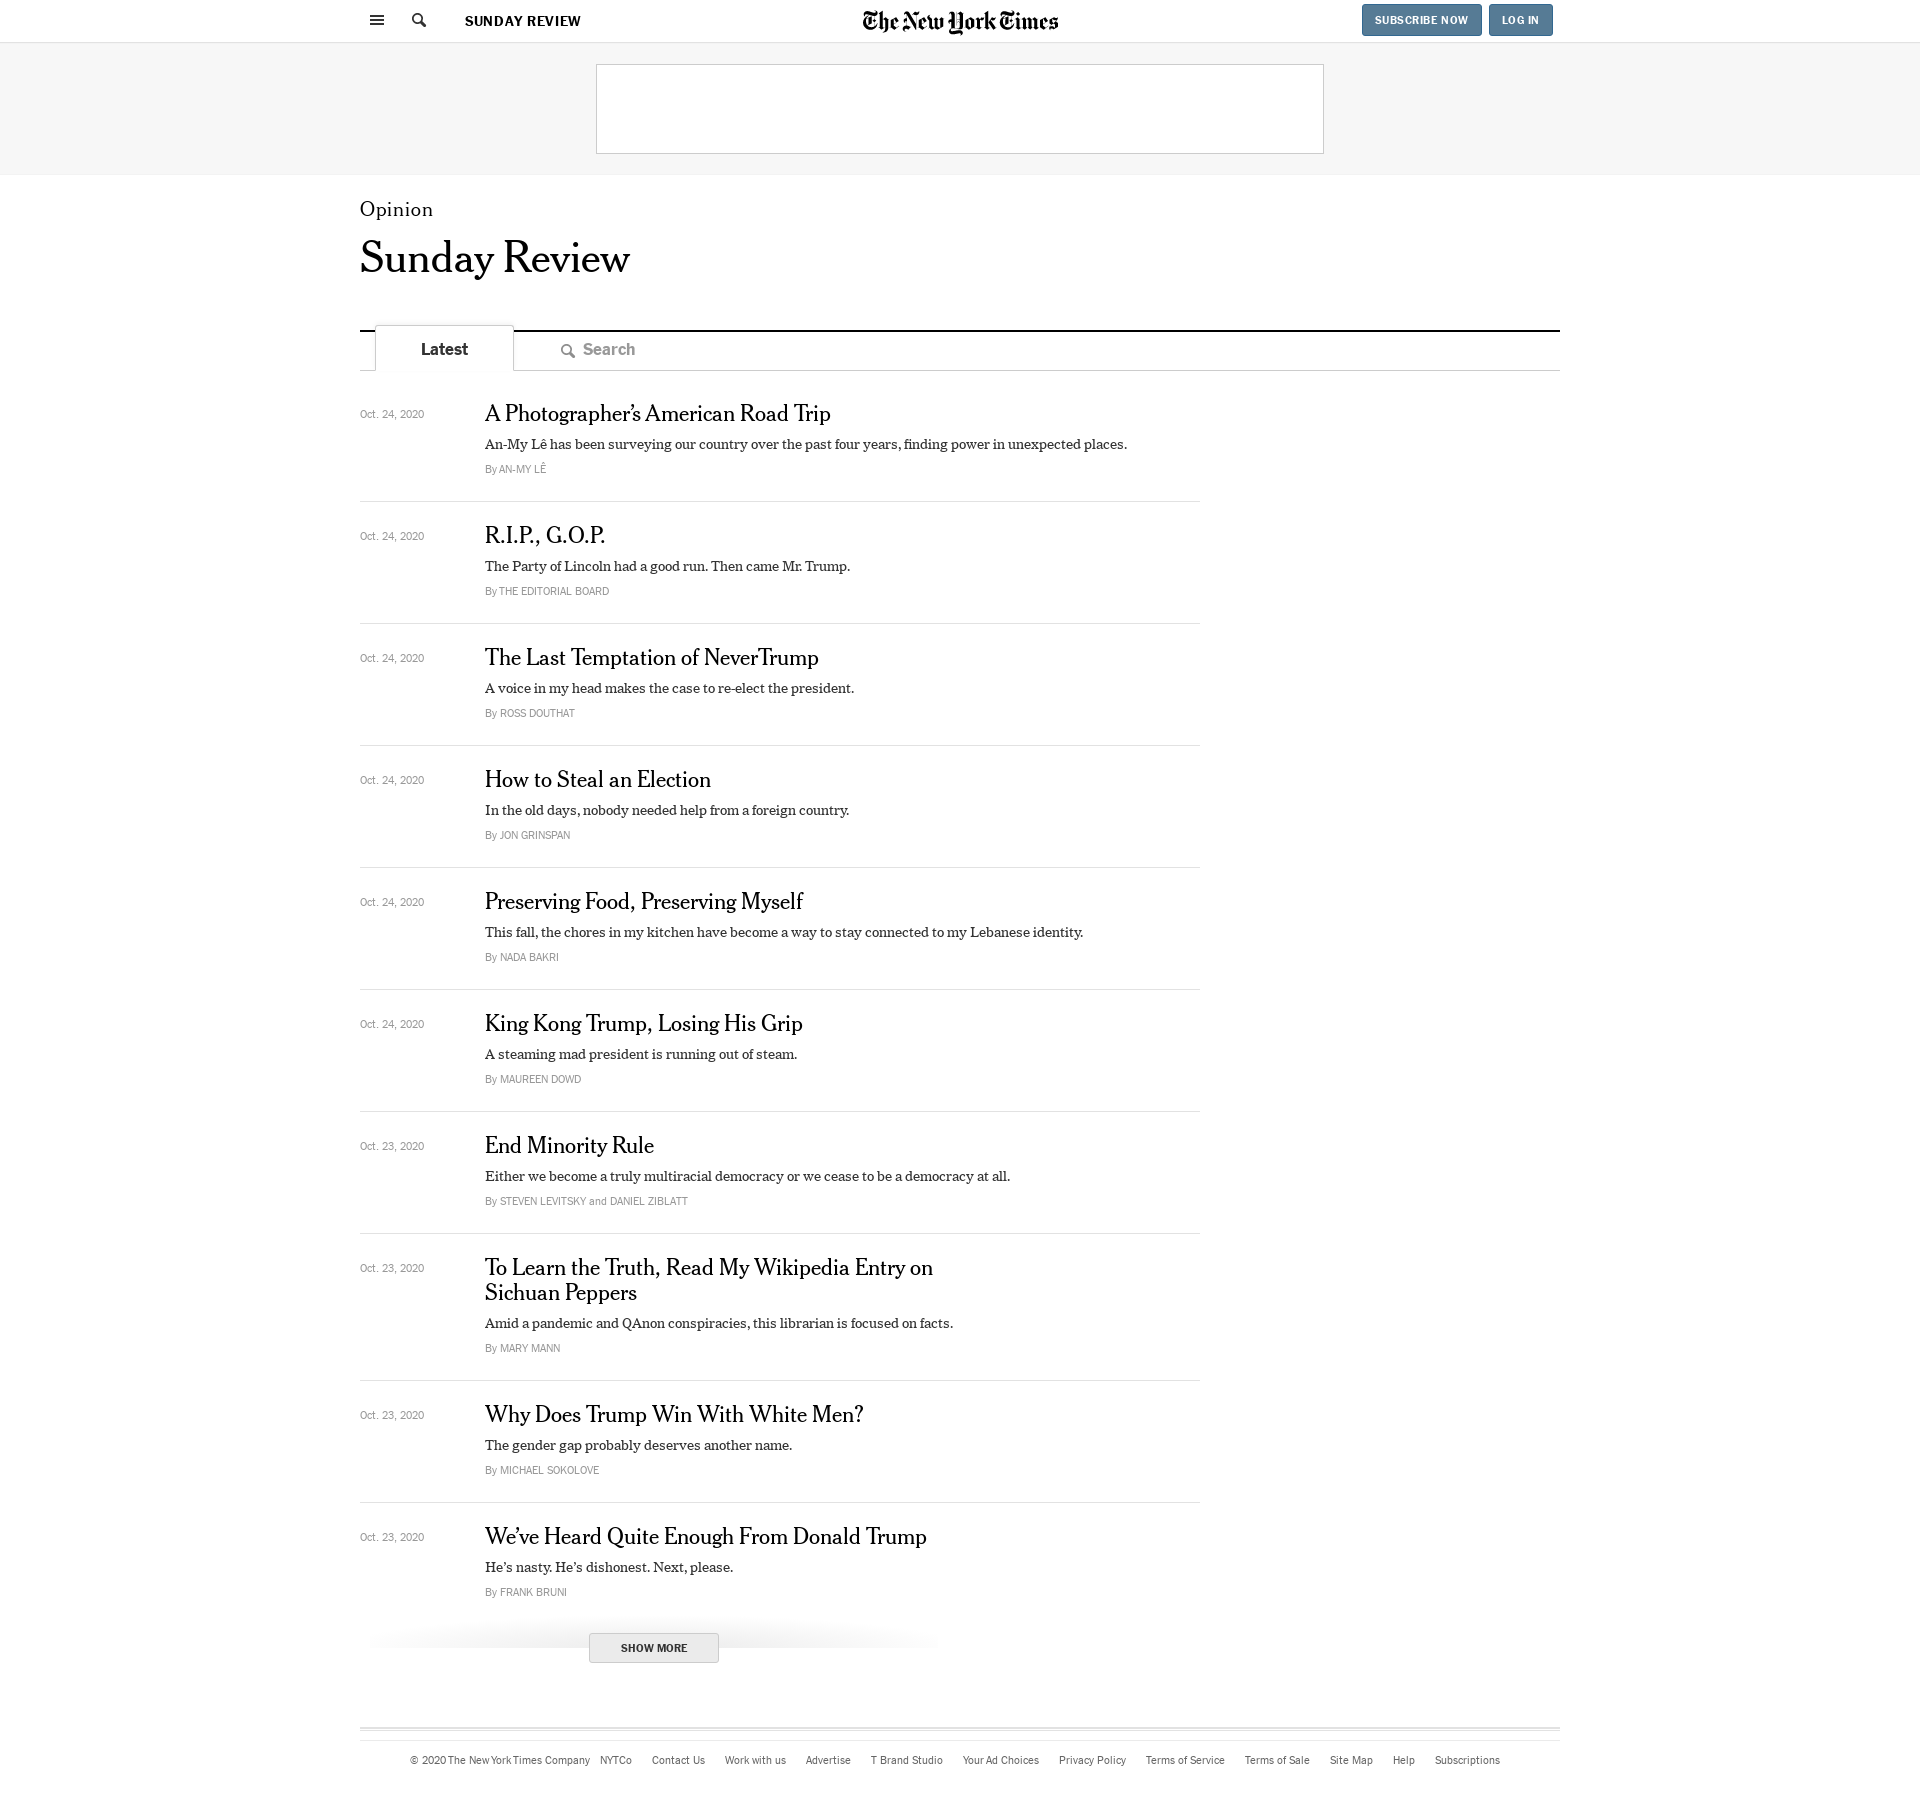 SUNDAY REVIEW
The New York Times
SUBSCRIBE NOW
LOG IN
Opinion
Sunday Review
Latest
Search
Oct. 24, 2020
A Photographer’s American Road Trip
An-My Lê has been surveying our country over the past four years, finding power in unexpected places.
By AN-MY LÊ
Oct. 24, 2020
R.I.P., G.O.P.
The Party of Lincoln had a good run. Then came Mr. Trump.
By THE EDITORIAL BOARD
Oct. 24, 2020
The Last Temptation of NeverTrump
A voice in my head makes the case to re-elect the president.
By ROSS DOUTHAT
Oct. 24, 2020
How to Steal an Election
In the old days, nobody needed help from a foreign country.
By JON GRINSPAN
Oct. 24, 2020
Preserving Food, Preserving Myself
This fall, the chores in my kitchen have become a way to stay connected to my Lebanese identity.
By NADA BAKRI
Oct. 24, 2020
King Kong Trump, Losing His Grip
A steaming mad president is running out of steam.
By MAUREEN DOWD
Oct. 23, 2020
End Minority Rule
Either we become a truly multiracial democracy or we cease to be a democracy at all.
By STEVEN LEVITSKY and DANIEL ZIBLATT
Oct. 23, 2020
To Learn the Truth, Read My Wikipedia Entry on
Sichuan Peppers
Amid a pandemic and QAnon conspiracies, this librarian is focused on facts.
By MARY MANN
Oct. 23, 2020
Why Does Trump Win With White Men?
The gender gap probably deserves another name.
By MICHAEL SOKOLOVE
Oct. 23, 2020
We’ve Heard Quite Enough From Donald Trump
He’s nasty. He’s dishonest. Next, please.
By FRANK BRUNI
SHOW MORE
© 2020 The New York Times Company NYTCo Contact Us Work with us Advertise T Brand Studio Your Ad Choices Privacy Policy Terms of Service Terms of Sale Site Map Help Subscriptions